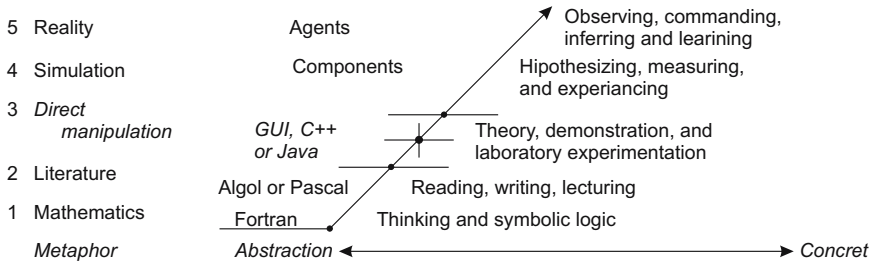 5 Reality Agents Observing, commanding,
inferring and learining
4 Simulation Components Hipothesizing, measuring,
and experiancing
3 Direct
manipulation GUI, C++ Theory, demonstration, and
or Java laboratory experimentation
2 Literature
Algol or Pascal Reading, writing, lecturing
1 Mathematics
Fortran Thinking and symbolic logic
Metaphor Abstraction Concret